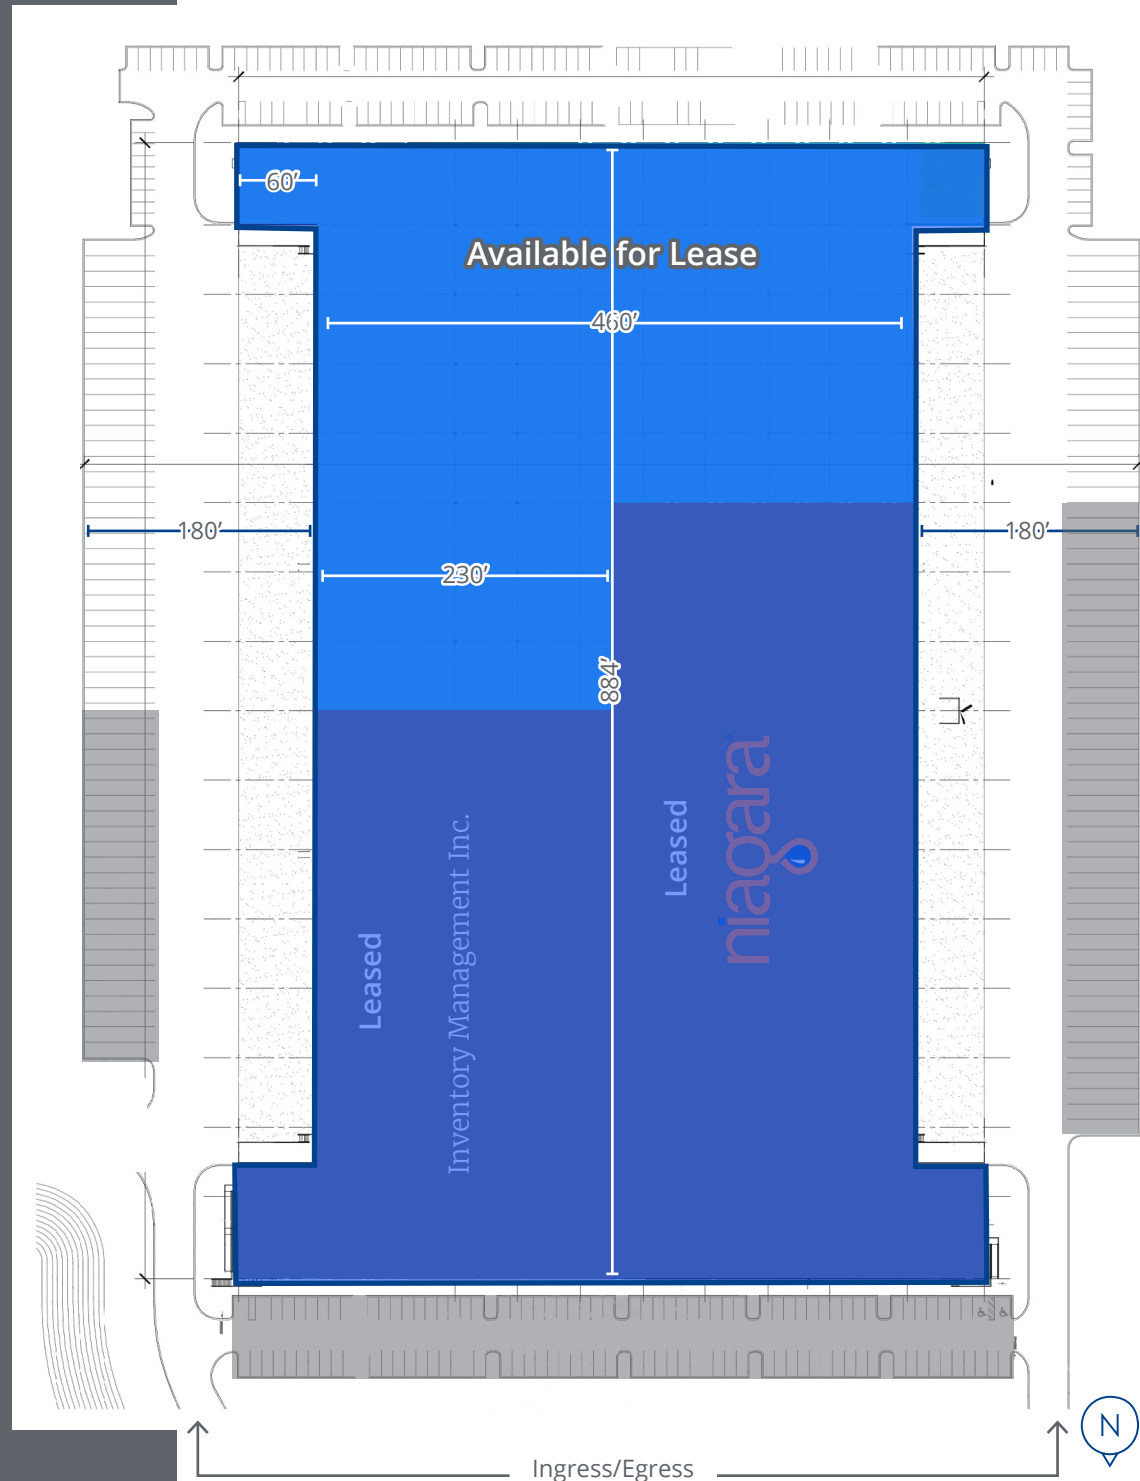 60’
Available for Lease
460’
180’
180’
230’
884’
Leased
niagara
Inventory Management Inc.
Leased
N
Ingress/Egress